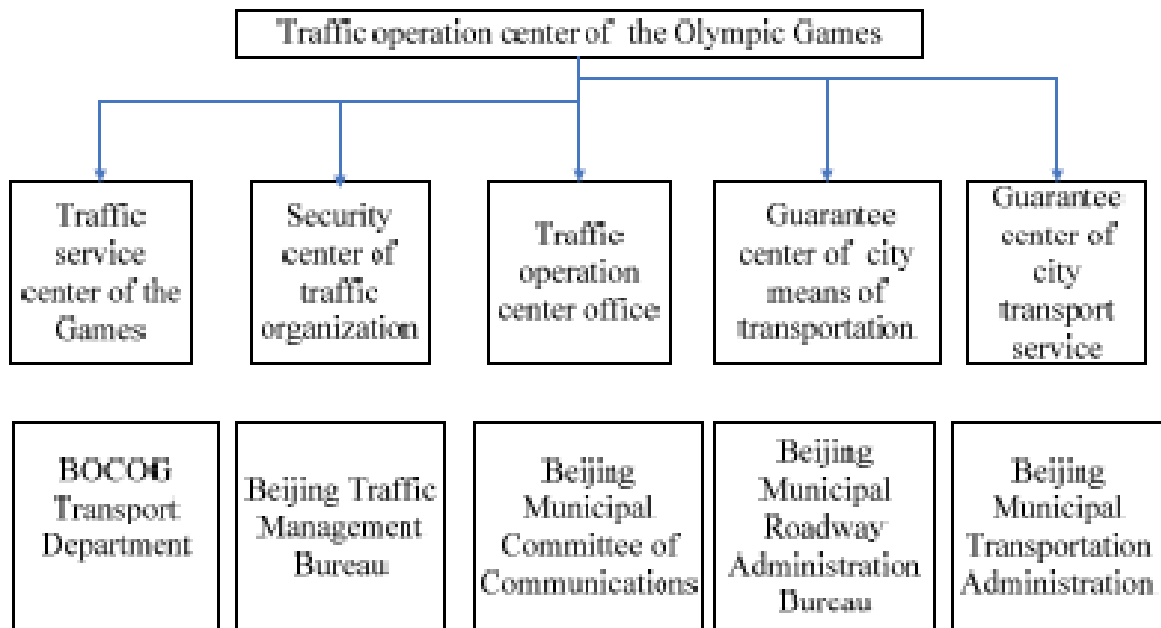 Traffic operation center of the Olympic Games
Traffic
service
center of the
Games
Security
center of
traffic
organization
Traffic
operation
center office
Guarantee
center of city
means of
transportation
Guarantee
center of
city
transport
service
BOCOG
Transport
Department
Beijing Traffic
Management
Bureau
Beijing
Municipal
Committee of
Communications
Beijing
Municipal
Roadway
Administration
Bureau
Beijing
Municipal
Transportation
Administration